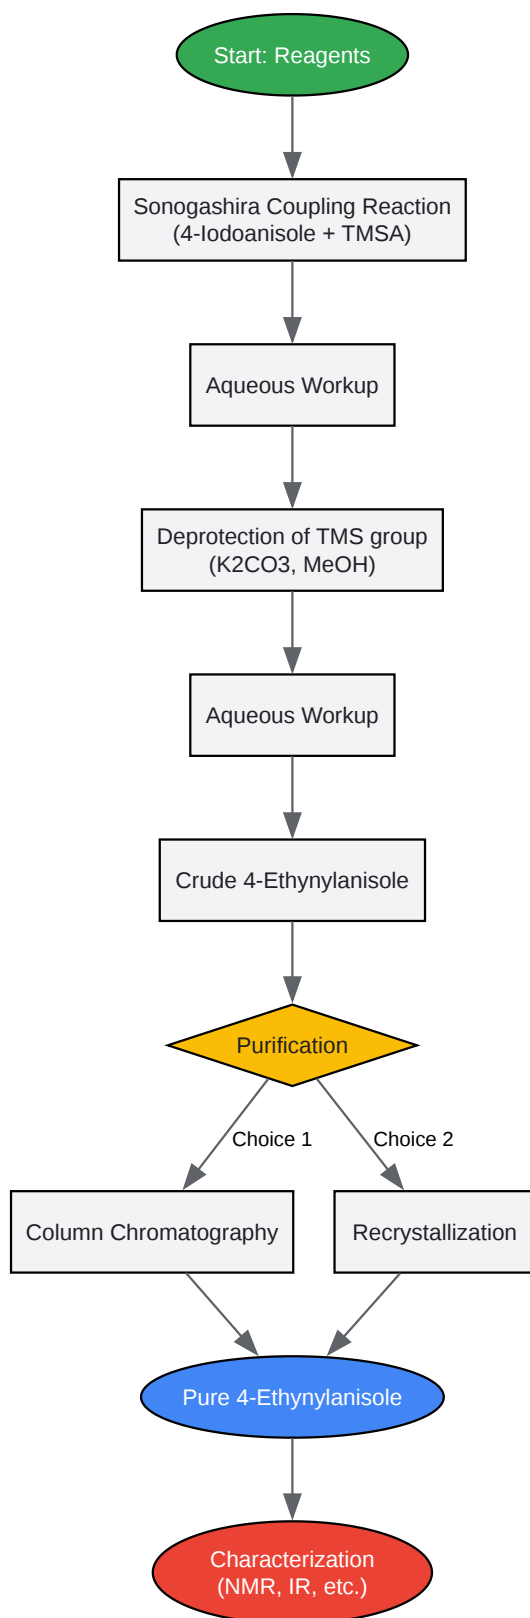 Start: Reagents
Sonogashira Coupling Reaction
(4-Iodoanisole + TMSA)
Aqueous Workup
Deprotection of TMS group
(K2CO3, MeOH)
Aqueous Workup
Crude 4-Ethynylanisole
Purification
Choice 1
Choice 2
Column Chromatography
Recrystallization
Pure 4-Ethynylanisole
Characterization
(NMR, IR, etc.)